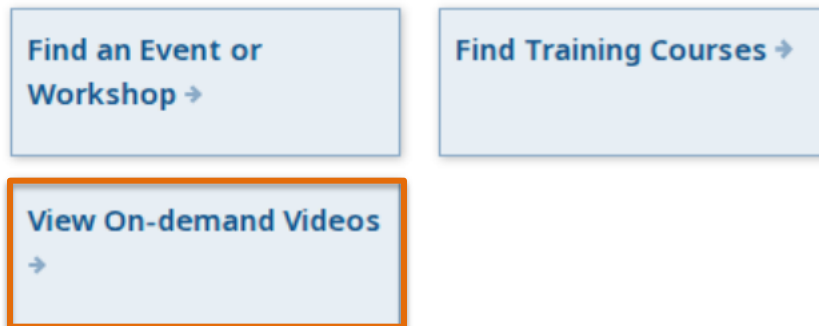 Find an Event or
Workshop →
Find Training Courses →
View On-demand Videos
→